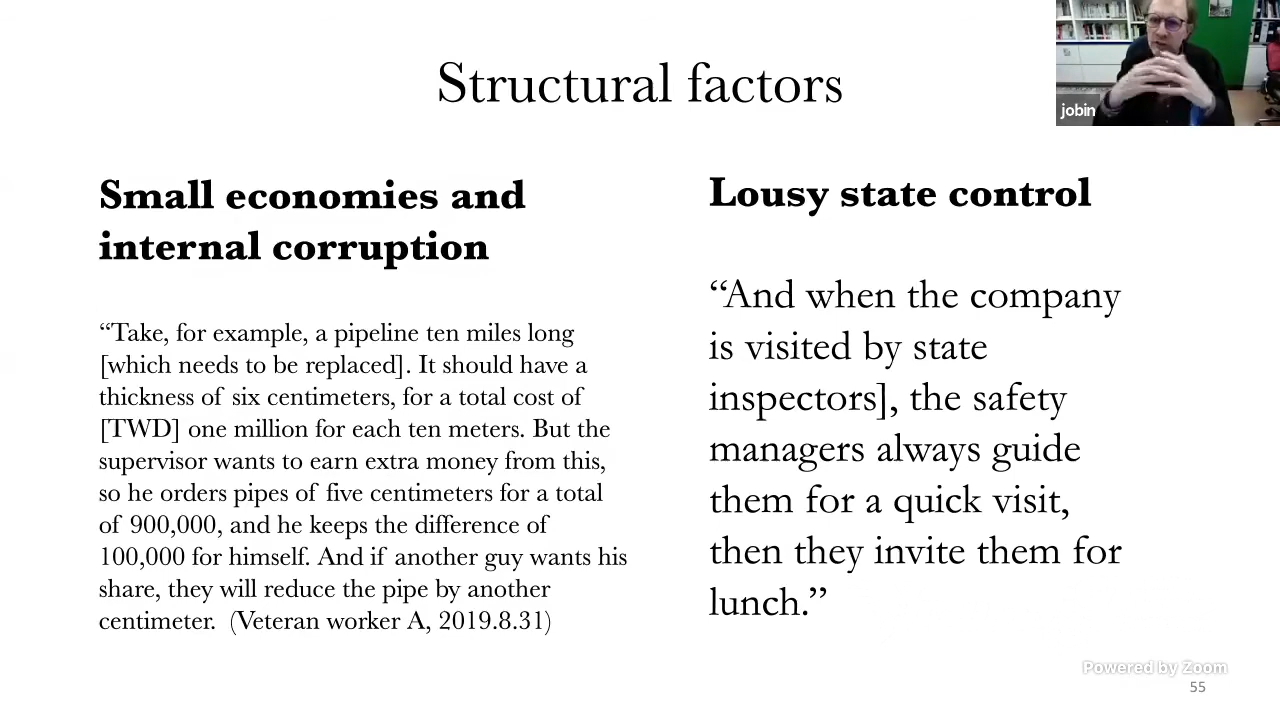 Structural factors
jobin
Small economies and
internal corruption
“Take, for example, a pipeline ten miles long
[which needs to be replaced]. It should have a
thickness of six centimeters, for a total cost of
[TWD] one million for each ten meters. But the
supervisor wants to earn extra money from this,
so he orders pipes of five centimeters for a total
of 900,000, and he keeps the difference of
100,000 for himself. And if another guy wants his
share, they will reduce the pipe by another
centimeter. (Veteran worker A, 2019.8.31)
Lousy state control
“And when the company
is visited by state
inspectors], the safety
managers always guide
them for a quick visit,
then they invite them for
lunch.”
Powered by Zoom
55